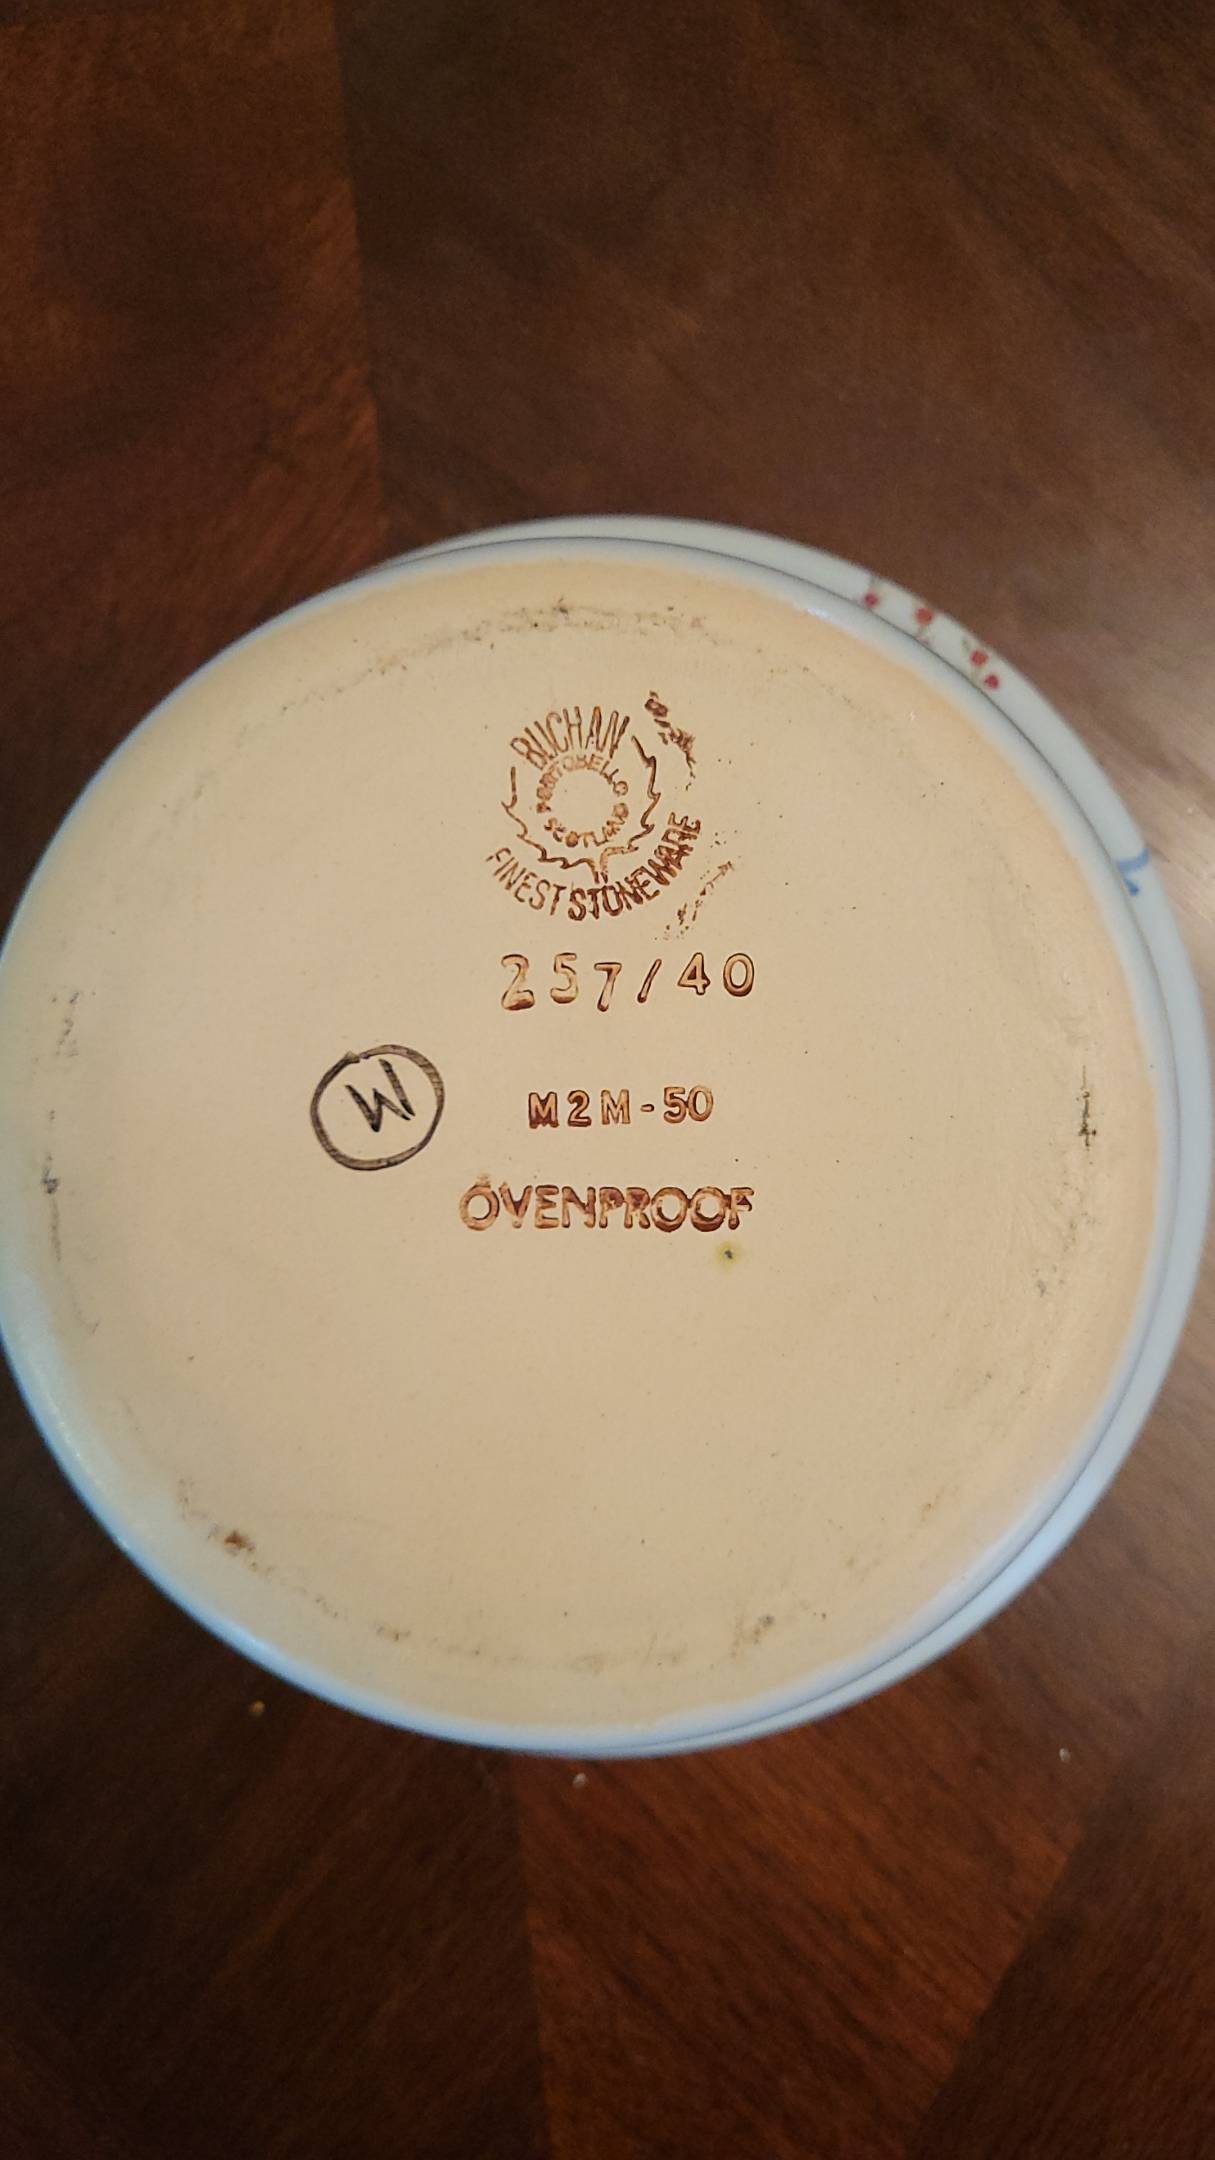 BUCHAN
PORTOBELLO
SCOTLAND
FINEST STONEWARE
257/40
M2M-50
OVENPROOF